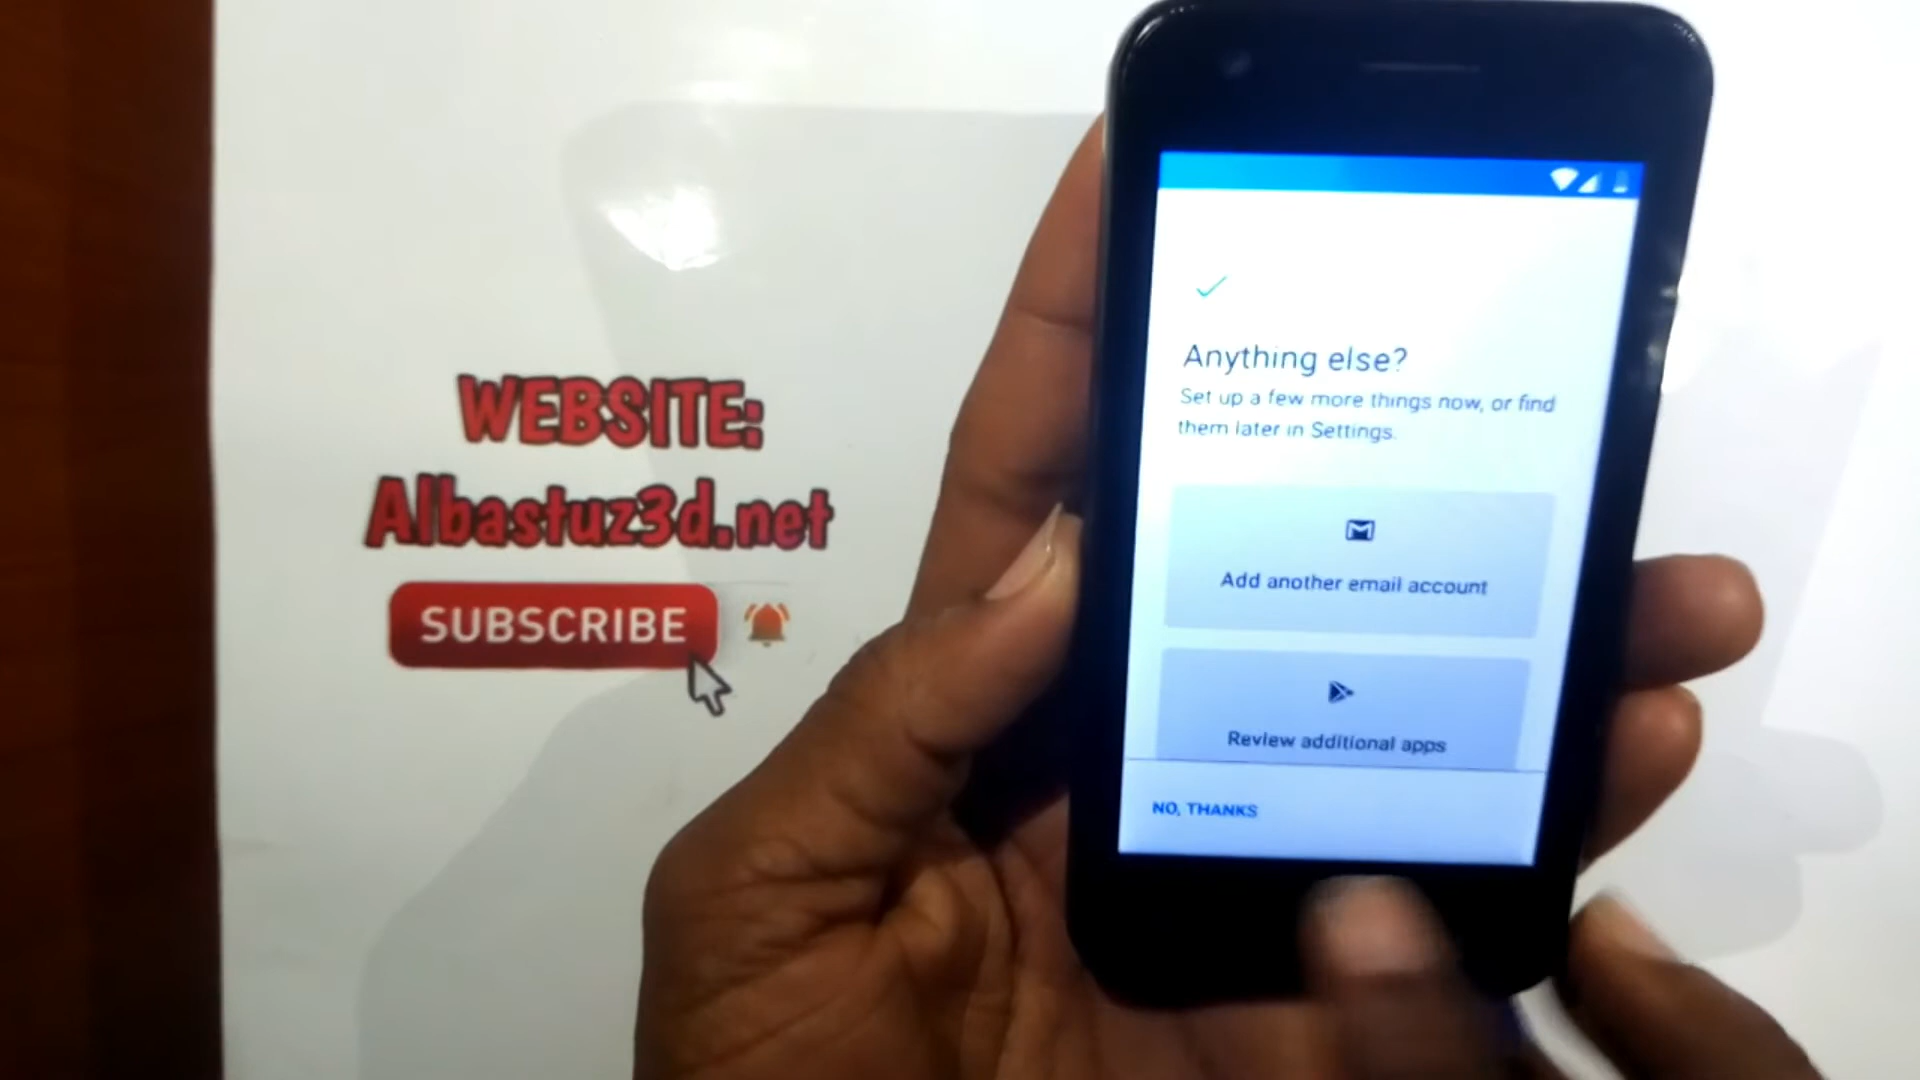 WEBSITE:
Albastuz3d.net
SUBSCRIBE
Anything else?
Set up a few more things now, or find
them later in Settings.
Add another email account
Review additional apps
NO, THANKS